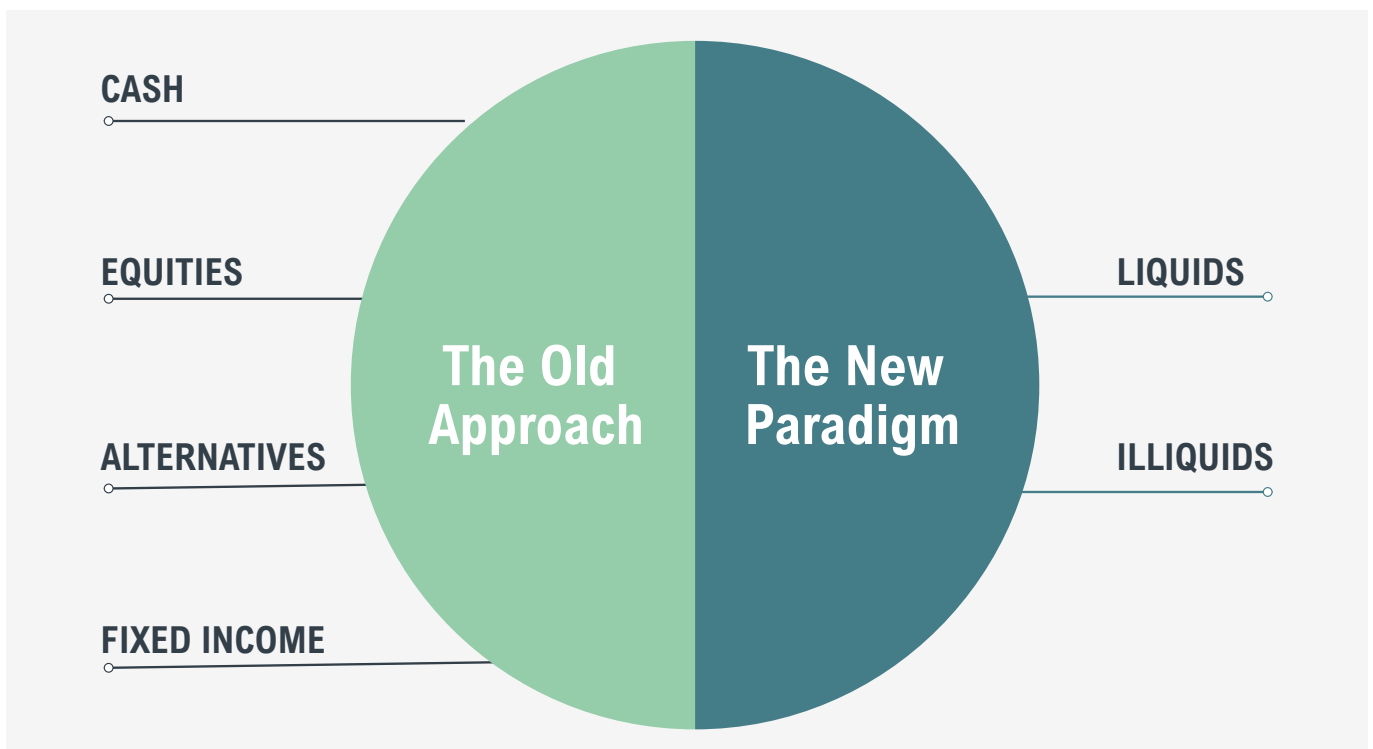 CASH
EQUITIES
ALTERNATIVES
FIXED INCOME
The Old
Approach
The New
Paradigm
LIQUIDS
ILLIQUIDS